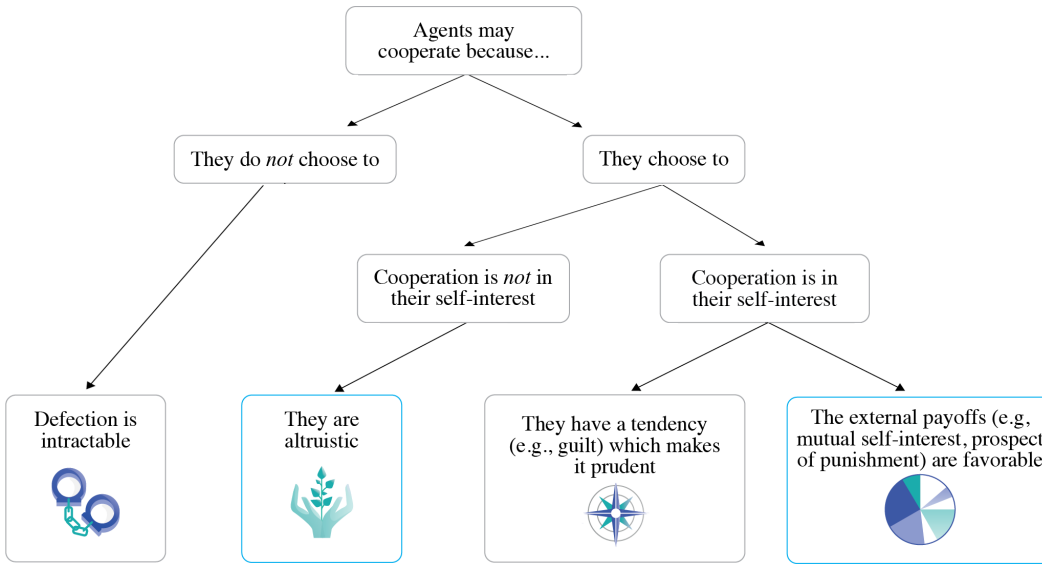 Agents may
cooperate because...
They do not choose to
They choose to
Cooperation is not in
their self-interest
Cooperation is in
their self-interest
Defection is
intractable
They are
altruistic
They have a tendency
(e.g., guilt) which makes
it prudent
The external payoffs (e.g,
mutual self-interest, prospect
of punishment) are favorable